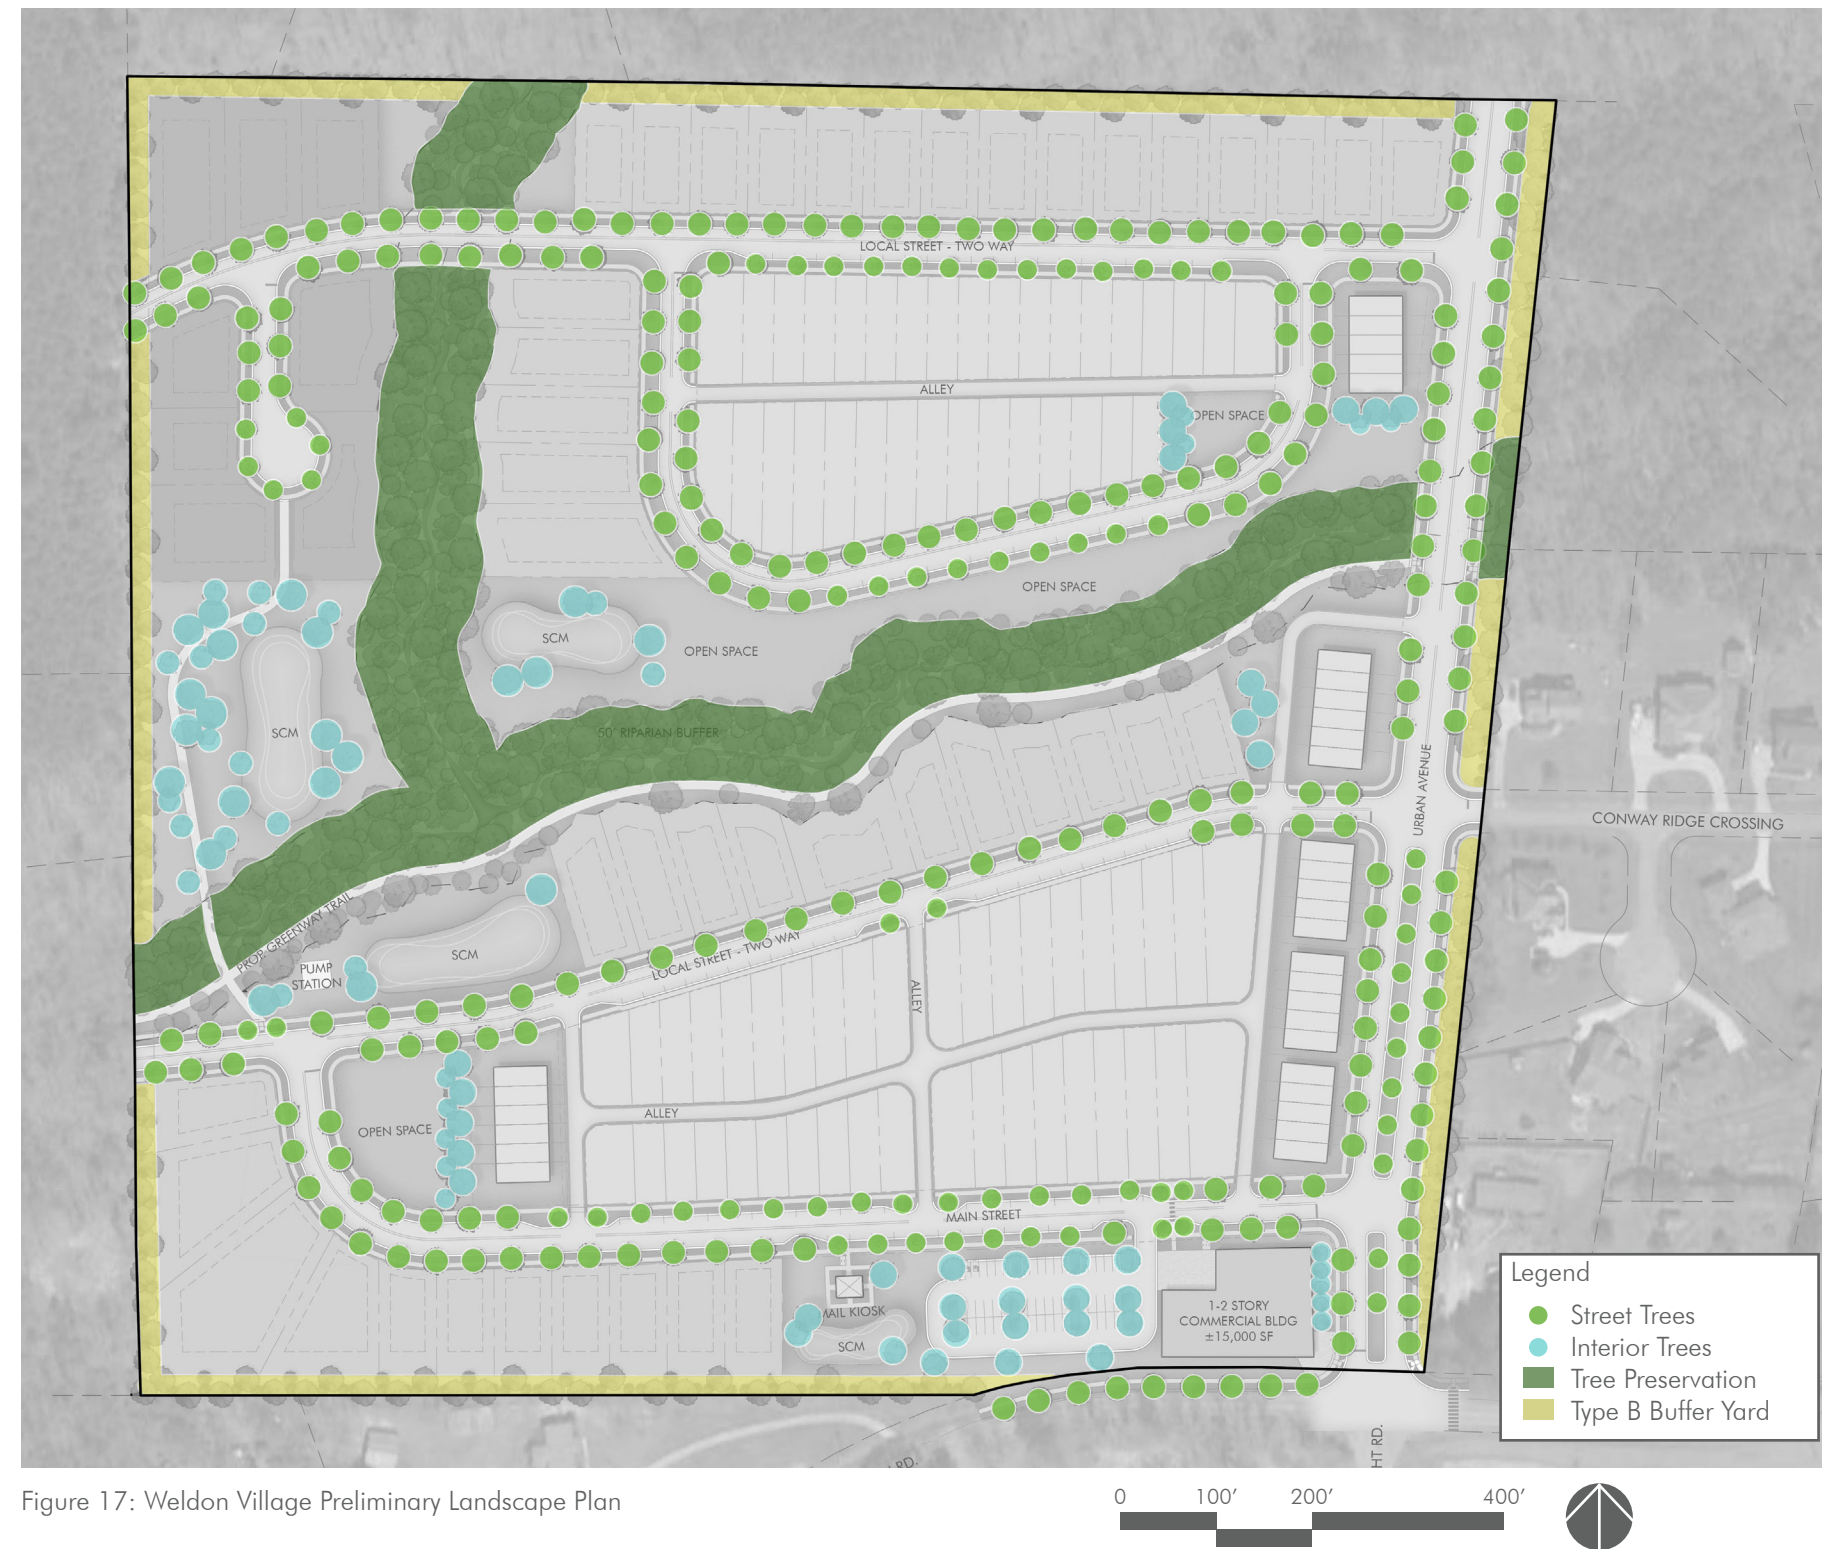 LOCAL STREET - TWO WAY
ALLEY
OPEN SPACE
OPEN SPACE
SCM
OPEN SPACE
SCM
50' RIPARIAN BUFFER
URBAN AVENUE
CONWAY RIDGE CROSSING
PROP. GREENWAY TRAIL
SCM
LOCAL STREET - TWO WAY
PUMP
STATION
ALLEY
ALLEY
OPEN SPACE
MAIN STREET
MAIL KIOSK
SCM
1-2 STORY
COMMERCIAL BLDG
±15,000 SF
Legend
Street Trees
Interior Trees
Tree Preservation
Type B Buffer Yard
RD.
HT RD.
Figure 17: Weldon Village Preliminary Landscape Plan
0 100' 200' 400'